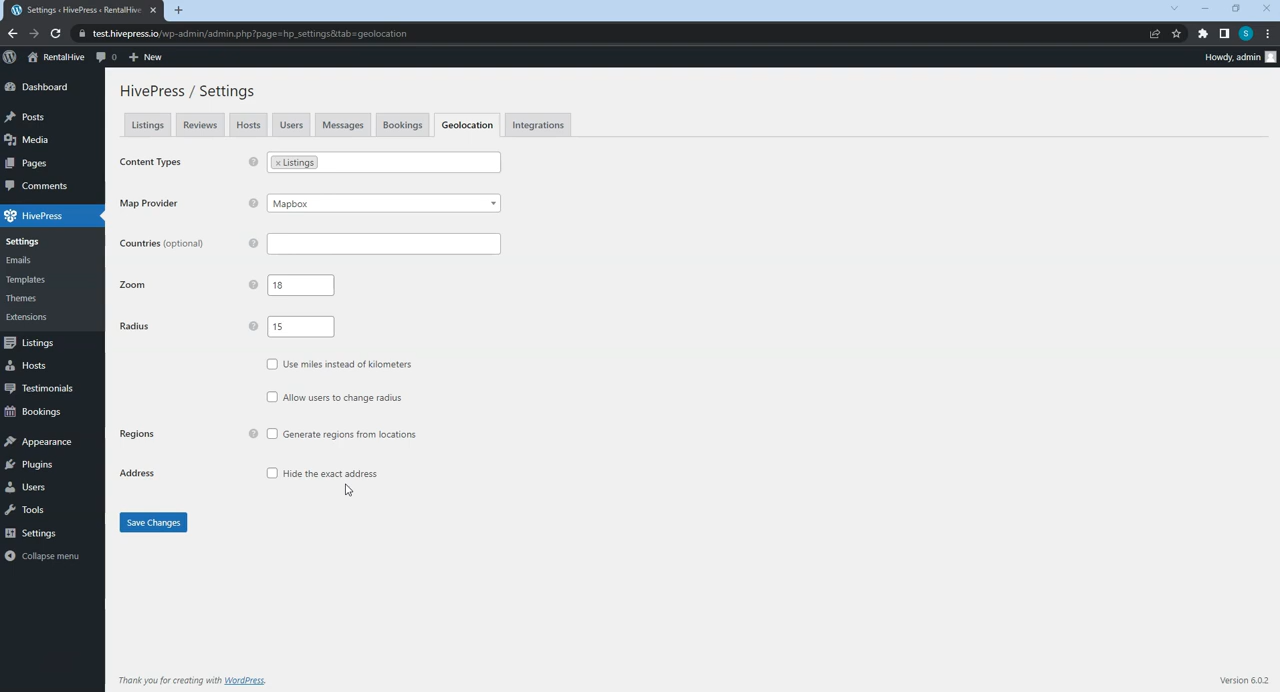 Settings ‹ HivePress ‹ RentalHive
test.hivepress.io/wp-admin/admin.php?page=hp_settings&tab=geolocation
S
RentalHive 0 New
Howdy, admin
Dashboard
Posts
Media
Pages
Comments
HivePress
Settings
Emails
Templates
Themes
Extensions
Listings
Hosts
Testimonials
Bookings
Appearance
Plugins
Users
Tools
Settings
Collapse menu
HivePress / Settings
Listings Reviews Hosts Users Messages Bookings Geolocation Integrations
Content Types ? × Listings
Map Provider ? Mapbox
Countries (optional) ?
Zoom ? 18
Radius ? 15
Use miles instead of kilometers
Allow users to change radius
Regions ? Generate regions from locations
Address Hide the exact address
Save Changes
Thank you for creating with WordPress.
Version 6.0.2